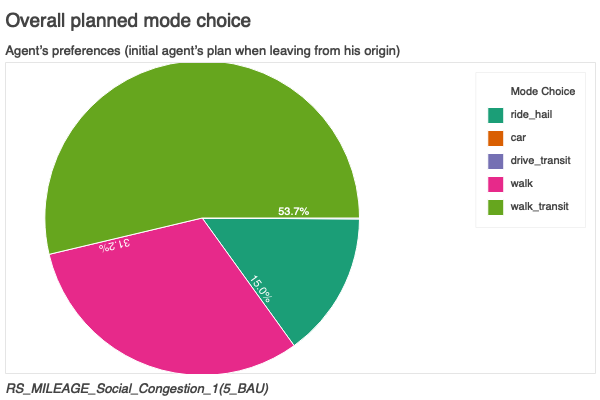 Overall planned mode choice
Agent's preferences (initial agent's plan when leaving from his origin)
Mode Choice
ride_hail
car
drive_transit
walk
walk_transit
53.7%
31.2%
15.0%
RS_MILEAGE_Social_Congestion_1(5_BAU)